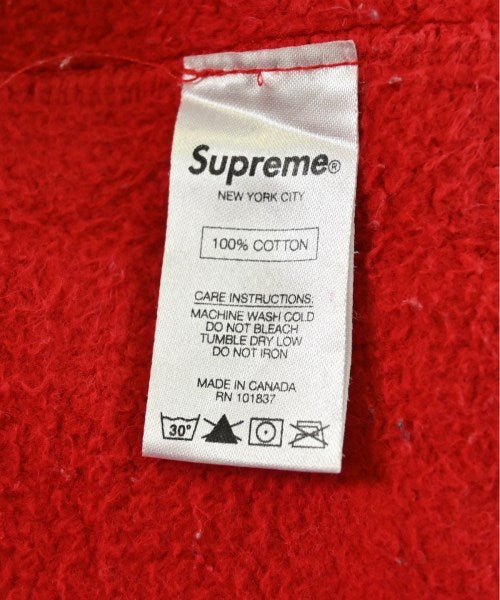 Supreme®
NEW YORK CITY
100% COTTON
CARE INSTRUCTIONS:
MACHINE WASH COLD
DO NOT BLEACH
TUMBLE DRY LOW
DO NOT IRON
MADE IN CANADA
RN 101837
30°